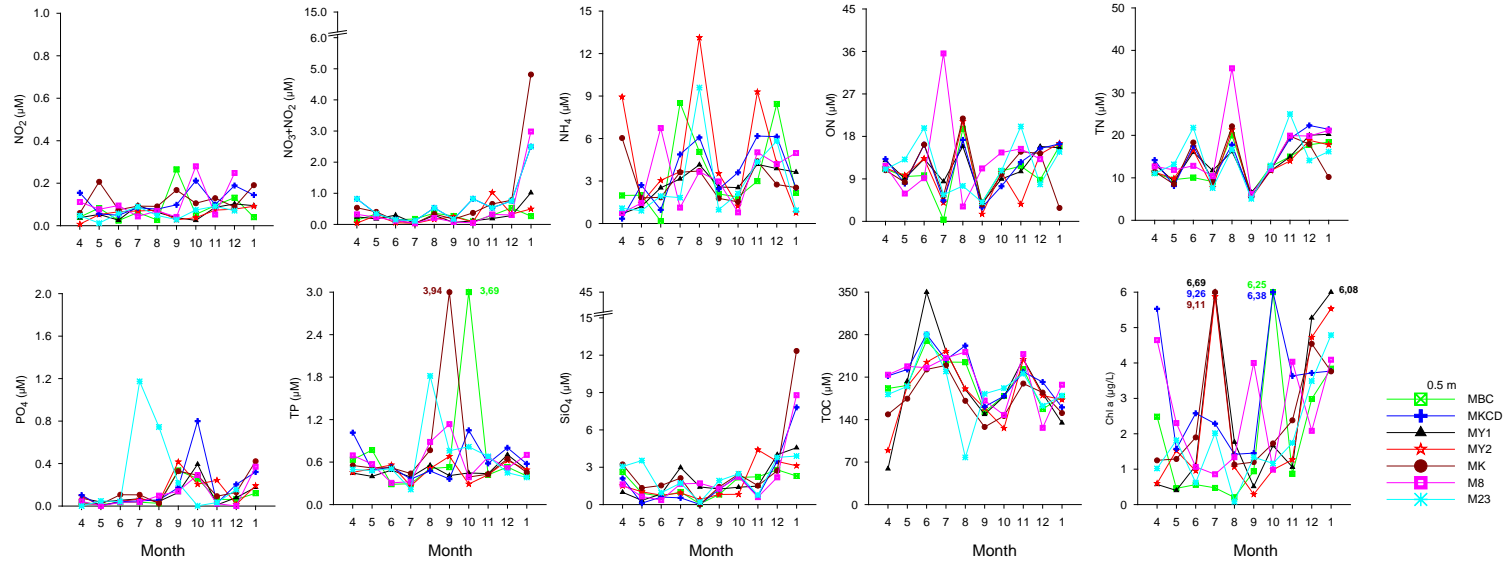 NO2 (µM)
1.0
0.8
0.6
0.4
0.2
0.0
4 5 6 7 8 9 10 11 12 1
NO3+NO2 (µM)
15.0
6.0
5.0
4.0
3.0
2.0
1.0
0.0
4 5 6 7 8 9 10 11 12 1
NH4 (µM)
15
12
9
6
3
0
4 5 6 7 8 9 10 11 12 1
ON (µM)
45
36
27
18
9
0
4 5 6 7 8 9 10 11 12 1
TN (µM)
50
40
30
20
10
0
4 5 6 7 8 9 10 11 12 1
PO4 (µM)
2.0
1.6
1.2
0.8
0.4
0.0
4 5 6 7 8 9 10 11 12 1
Month
TP (µM)
3.0
2.4
1.8
1.2
0.6
0.0
3,94
3,69
4 5 6 7 8 9 10 11 12 1
Month
SiO4 (µM)
45
15
12
9
6
3
0
4 5 6 7 8 9 10 11 12 1
Month
TOC (µM)
350
280
210
140
70
0
4 5 6 7 8 9 10 11 12 1
Month
Chl a (µg/L)
6
5
4
3
2
1
0
6,69
9,26
9,11
6,25
6,38
6,08
4 5 6 7 8 9 10 11 12 1
Month
0.5 m
MBC
MKCD
MY1
MY2
MK
M8
M23